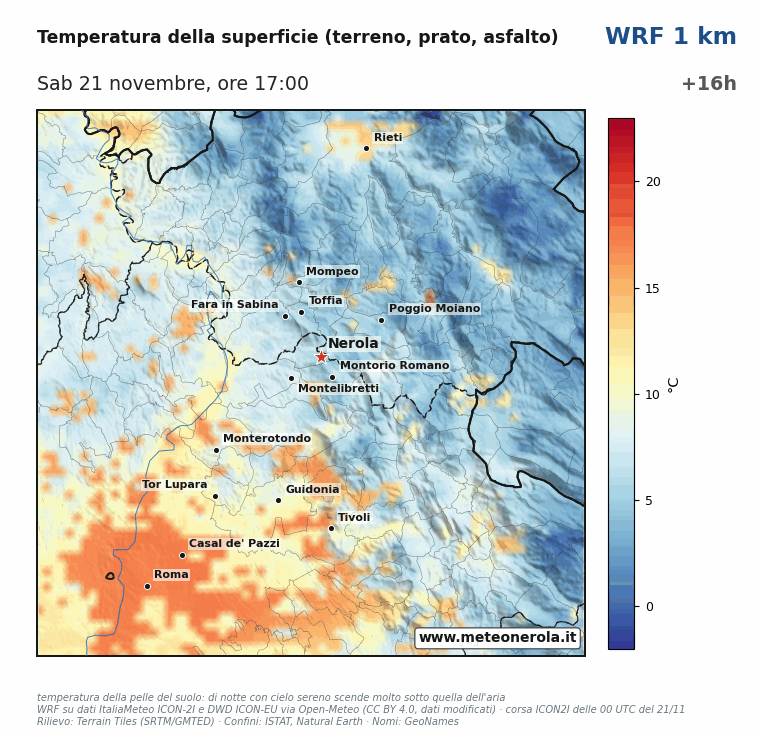 Temperatura della superficie (terreno, prato, asfalto)
WRF 1 km
Sab 21 novembre, ore 17:00
+16h
Rieti
Mompeo
Toffia
Fara in Sabina
Poggio Moiano
Nerola
Montorio Romano
Montelibretti
Monterotondo
Tor Lupara
Guidonia
Tivoli
Casal de' Pazzi
Roma
www.meteonerola.it
20
15
10
5
0
°C
temperatura della pelle del suolo: di notte con cielo sereno scende molto sotto quella dell'aria
WRF su dati ItaliaMeteo ICON-2I e DWD ICON-EU via Open-Meteo (CC BY 4.0, dati modificati) · corsa ICON2I delle 00 UTC del 21/11
Rilievo: Terrain Tiles (SRTM/GMTED) · Confini: ISTAT, Natural Earth · Nomi: GeoNames